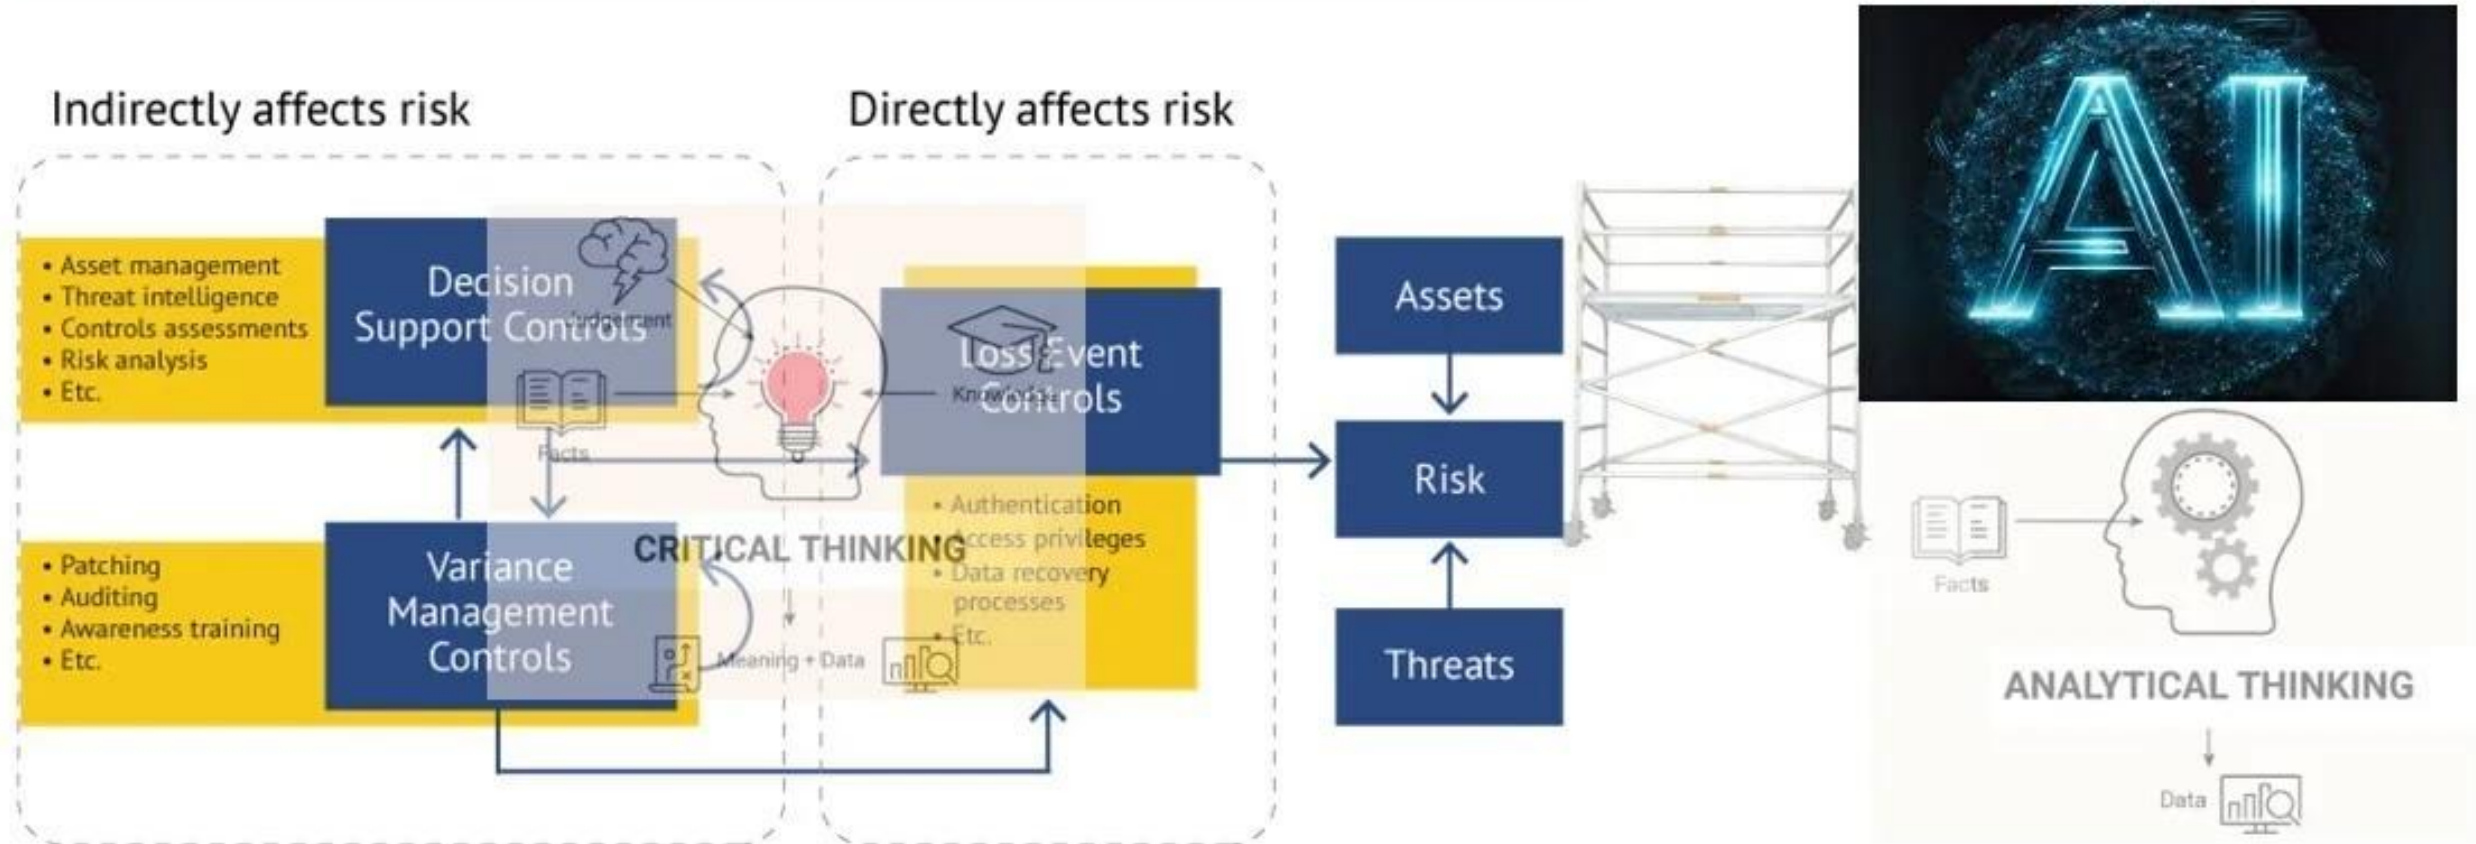 Indirectly affects risk
Directly affects risk
• Asset management
• Threat intelligence
• Controls assessments
• Risk analysis
• Etc.
Decision
Support Controls
Judgement
Facts
Knowledge
Loss Event
Controls
• Patching
• Auditing
• Awareness training
• Etc.
Variance
Management
Controls
CRITICAL THINKING
Meaning + Data
• Authentication
• Access privileges
• Data recovery
processes
• Etc.
Assets
Risk
Threats
AI
Facts
ANALYTICAL THINKING
Data